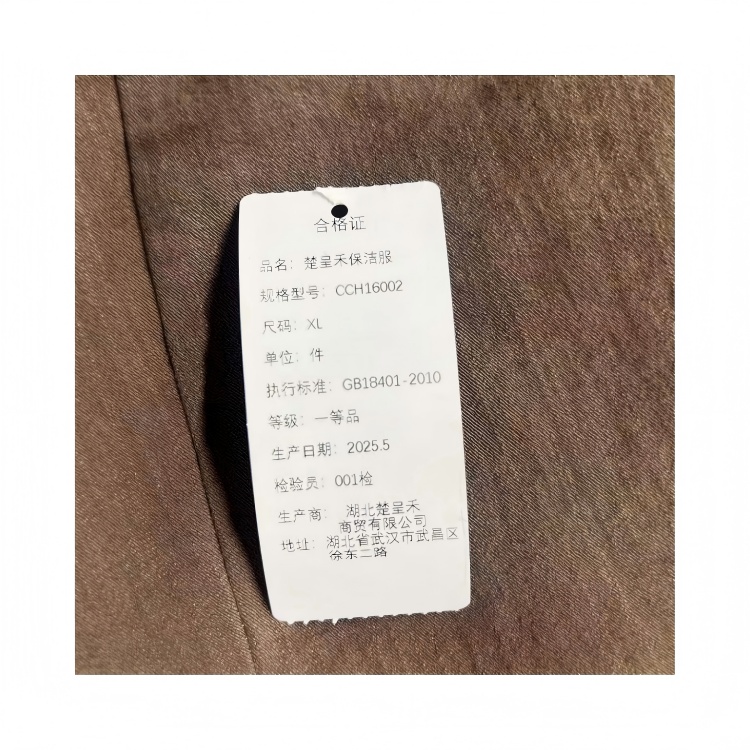 合格证
品名：楚呈禾保洁服
规格型号：CCH16002
尺码：XL
单位：件
执行标准：GB18401-2010
等级：一等品
生产日期：2025.5
检验员：001检
生产商：湖北楚呈禾
商贸有限公司
地址：湖北省武汉市武昌区
徐东二路